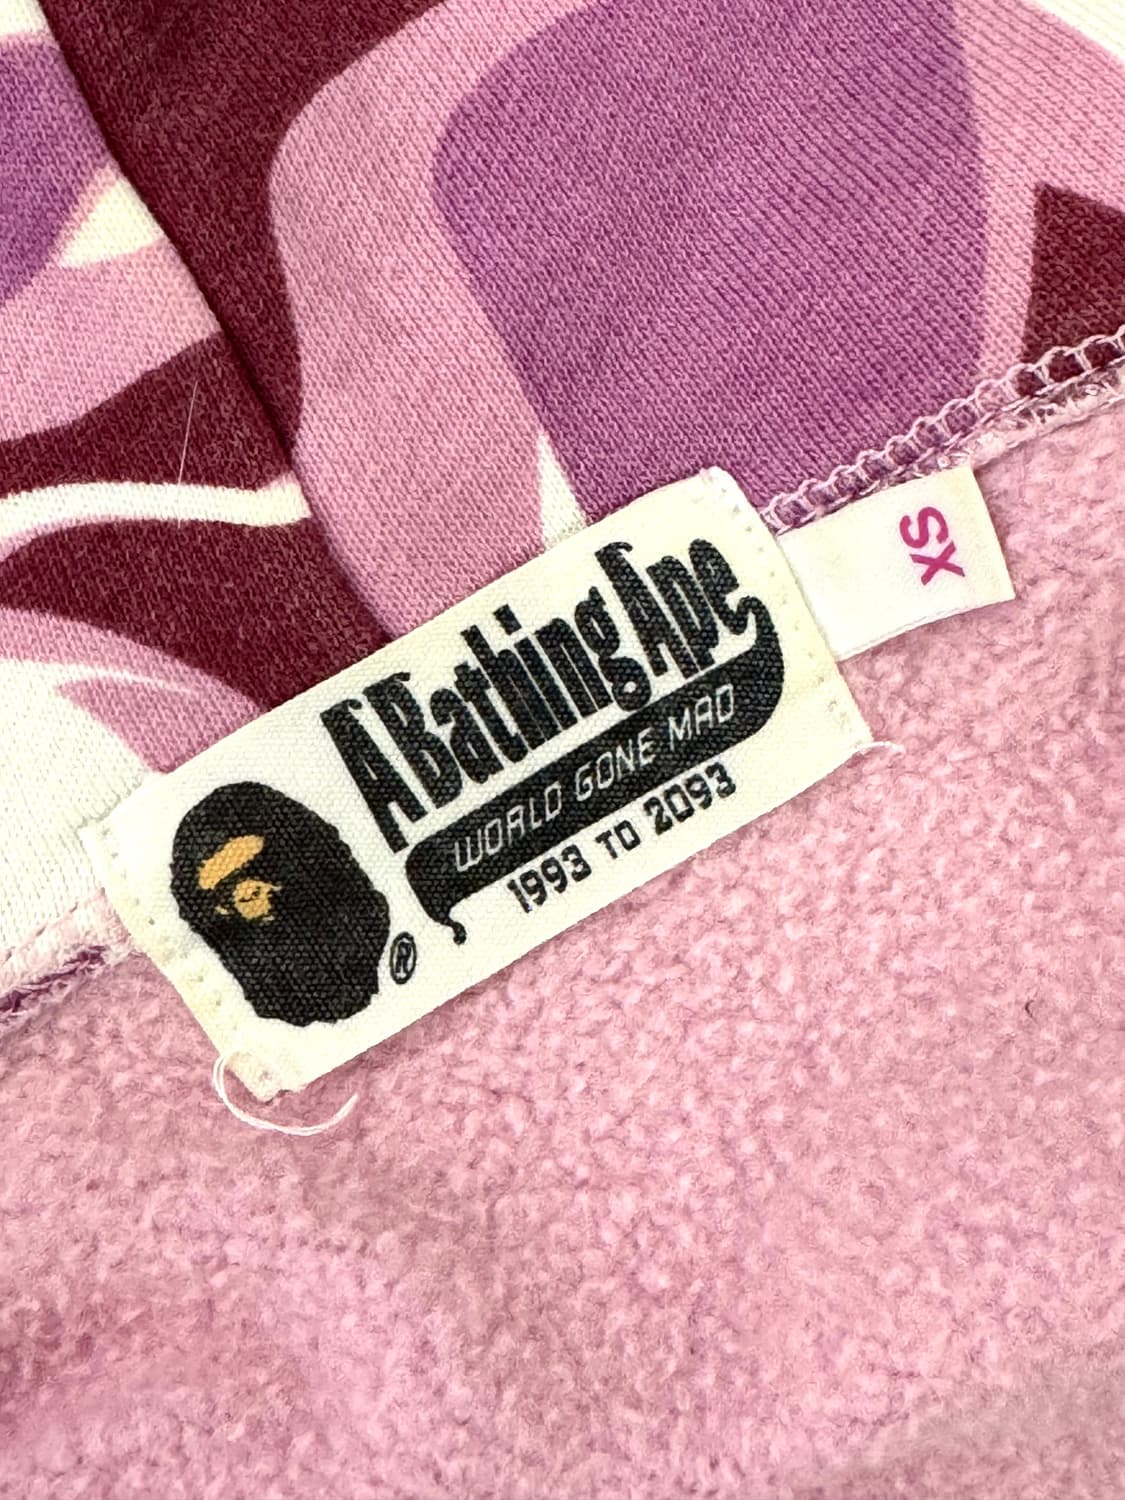 A Bathing Ape
WORLD GONE MAD
1993 TO 2093
®
XS